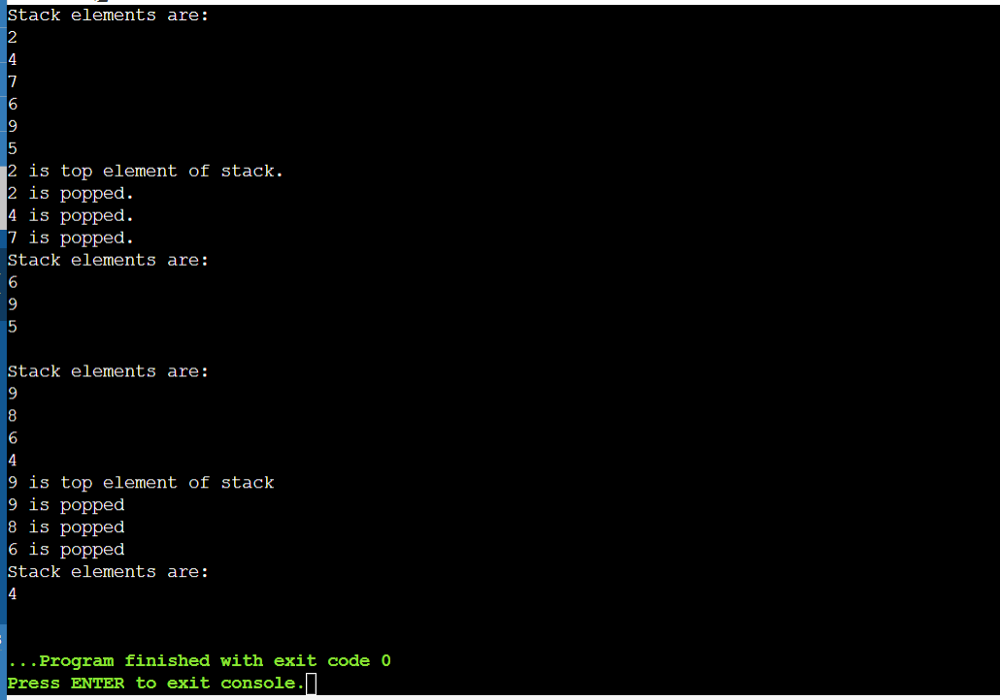 Stack elements are:
2
4
7
6
9
5
2 is top element of stack.
2 is popped.
4 is popped.
7 is popped.
Stack elements are:
6
9
5
Stack elements are:
9
8
6
4
9 is top element of stack
9 is popped
8 is popped
6 is popped
Stack elements are:
4
...Program finished with exit code 0
Press ENTER to exit console.